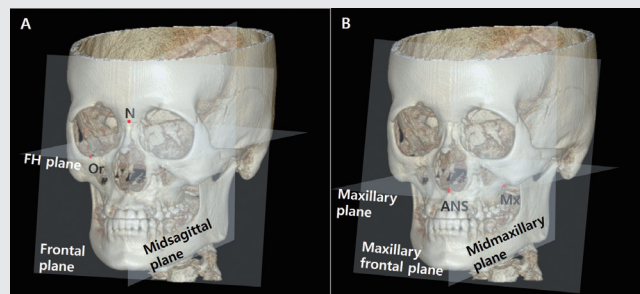 A
N
FH plane
Or
Frontal
plane
Midsagittal
plane
B
Maxillary
plane
ANS
Mx
Maxillary
frontal plane
Midmaxillary
plane